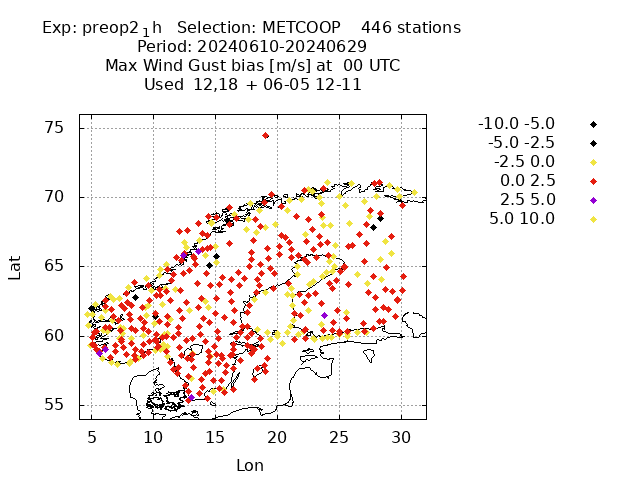 Exp: preop2₁h Selection: METCOOP 446 stations
Period: 20240610-20240629
Max Wind Gust bias [m/s] at 00 UTC
Used 12,18 + 06-05 12-11
-10.0 -5.0
-5.0 -2.5
-2.5 0.0
0.0 2.5
2.5 5.0
5.0 10.0
75
70
65
60
55
Lat
5 10 15 20 25 30
Lon